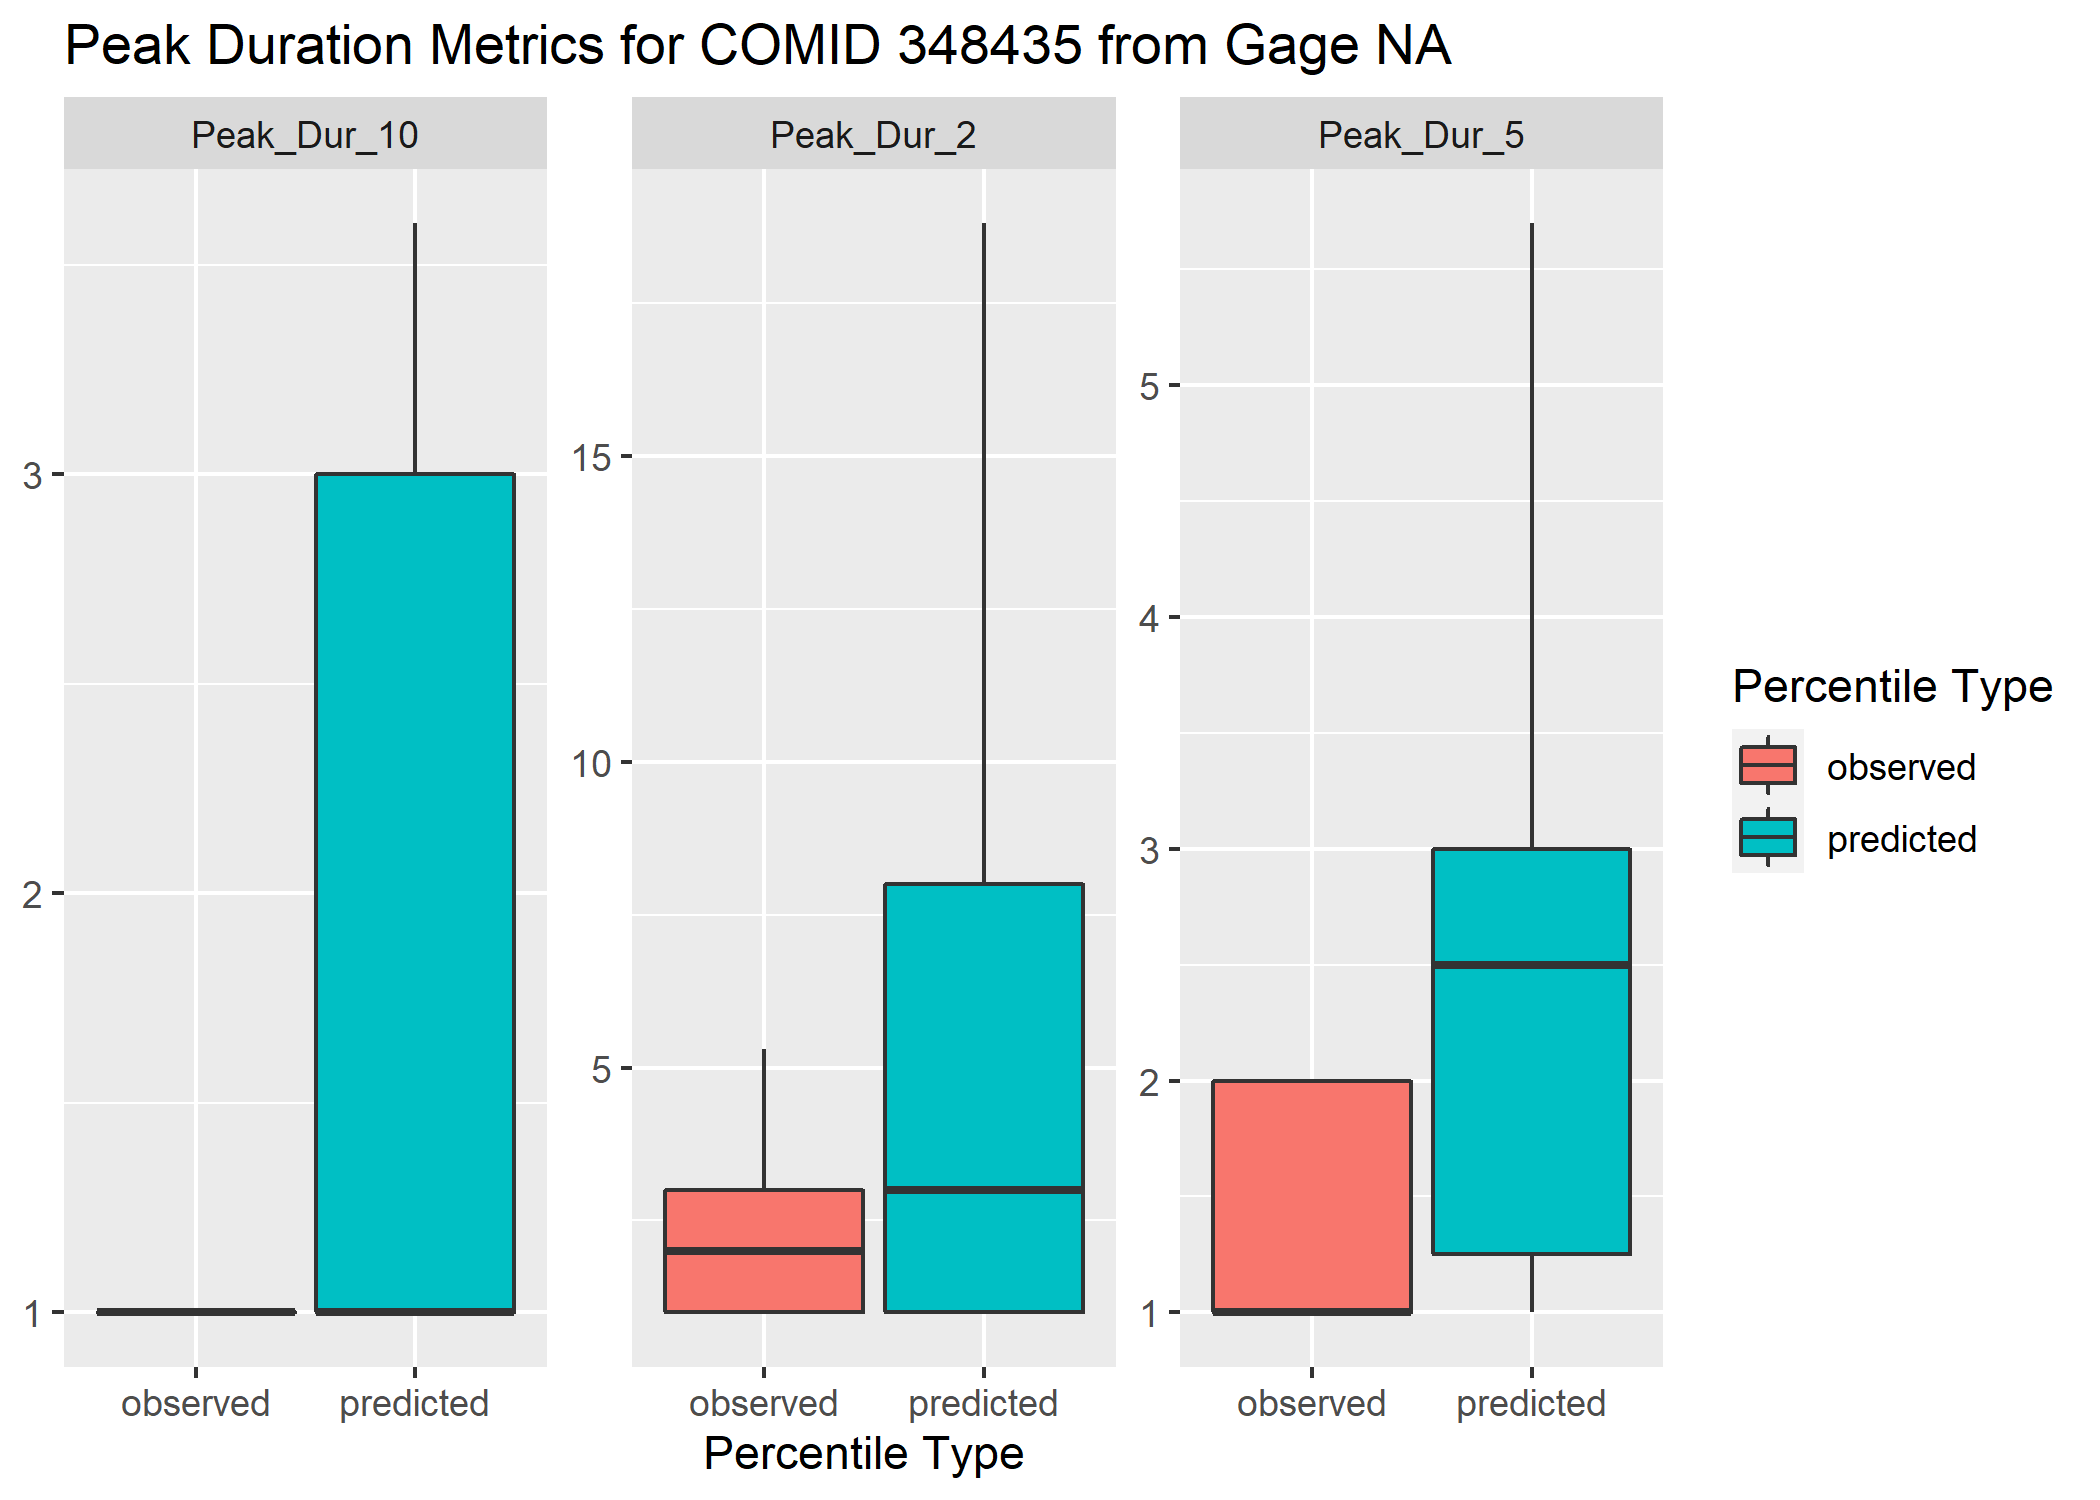 Peak Duration Metrics for COMID 348435 from Gage NA
Peak_Dur_10
Peak_Dur_2
Peak_Dur_5
3
2
1
15
10
5
5
4
3
2
1
observed
predicted
observed
predicted
observed
predicted
Percentile Type
Percentile Type
observed
predicted